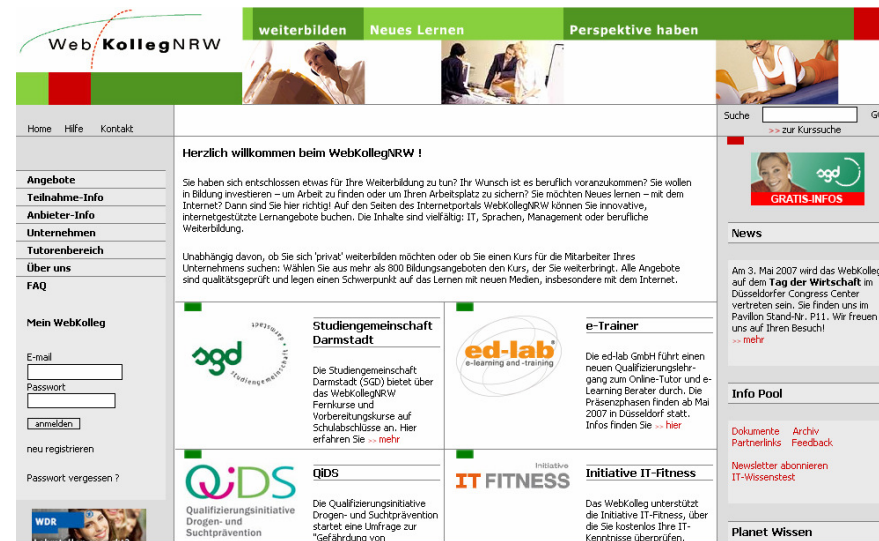 Web KollegNRW
weiterbilden
Neues Lernen
Perspektive haben
Home Hilfe Kontakt
Suche
>> zur Kurssuche
Angebote
Teilnahme-Info
Anbieter-Info
Unternehmen
Tutorenbereich
Über uns
FAQ
Mein WebKolleg
E-mail
Passwort
anmelden
neu registrieren
Passwort vergessen ?
WDR
Herzlich willkommen beim WebKollegNRW !
Sie haben sich entschlossen etwas für Ihre Weiterbildung zu tun? Ihr Wunsch ist es beruflich voranzukommen? Sie wollen
in Bildung investieren – um Arbeit zu finden oder um Ihren Arbeitsplatz zu sichern? Sie möchten Neues lernen – mit dem
Internet? Dann sind Sie hier richtig! Auf den Seiten des Internetportals WebKollegNRW können Sie innovative,
internetgestützte Lernangebote buchen. Die Inhalte sind vielfältig: IT, Sprachen, Management oder berufliche
Weiterbildung.
Unabhängig davon, ob Sie sich 'privat' weiterbilden möchten oder ob Sie einen Kurs für die Mitarbeiter Ihres
Unternehmens suchen: Wählen Sie aus mehr als 800 Bildungsangeboten den Kurs, der Sie weiterbringt. Alle Angebote
sind qualitätsgeprüft und legen einen Schwerpunkt auf das Lernen mit neuen Medien, insbesondere mit dem Internet.
sgd
Studiengemeinschaft
Darmstadt
Die Studiengemeinschaft
Darmstadt (SGD) bietet über
das WebKollegNRW
Fernkurse und
Vorbereitungskurse auf
Schulabschlüsse an. Hier
erfahren Sie >> mehr
ed-lab
e-learning and -training
e-Trainer
Die ed-lab GmbH führt einen
neuen Qualifizierungslehr-
gang zum Online-Tutor und e-
Learning Berater durch. Die
Präsenzphasen finden ab Mai
2007 in Düsseldorf statt.
Infos finden Sie >> hier
QiDS
Qualifizierungsinitiative
Drogen- und
Suchtprävention
QiDS
Die Qualifizierungsinitiative
Drogen- und Suchtprävention
startet eine Umfrage zur
"Gefährdung von
Initiative
IT FITNESS
Initiative IT-Fitness
Das WebKolleg unterstützt
die Initiative IT-Fitness, über
die Sie kostenlos Ihre IT-
Kenntnisse überprüfen,
sgd
GRATIS-INFOS
News
Am 3. Mai 2007 wird das WebKolleg
auf dem Tag der Wirtschaft im
Düsseldorfer Congress Center
vertreten sein. Sie finden uns im
Pavillon Stand-Nr. P11. Wir freuen
uns auf Ihren Besuch!
>> mehr
Info Pool
Dokumente Archiv
Partnerlinks Feedback
Newsletter abonnieren
IT-Wissenstest
Planet Wissen